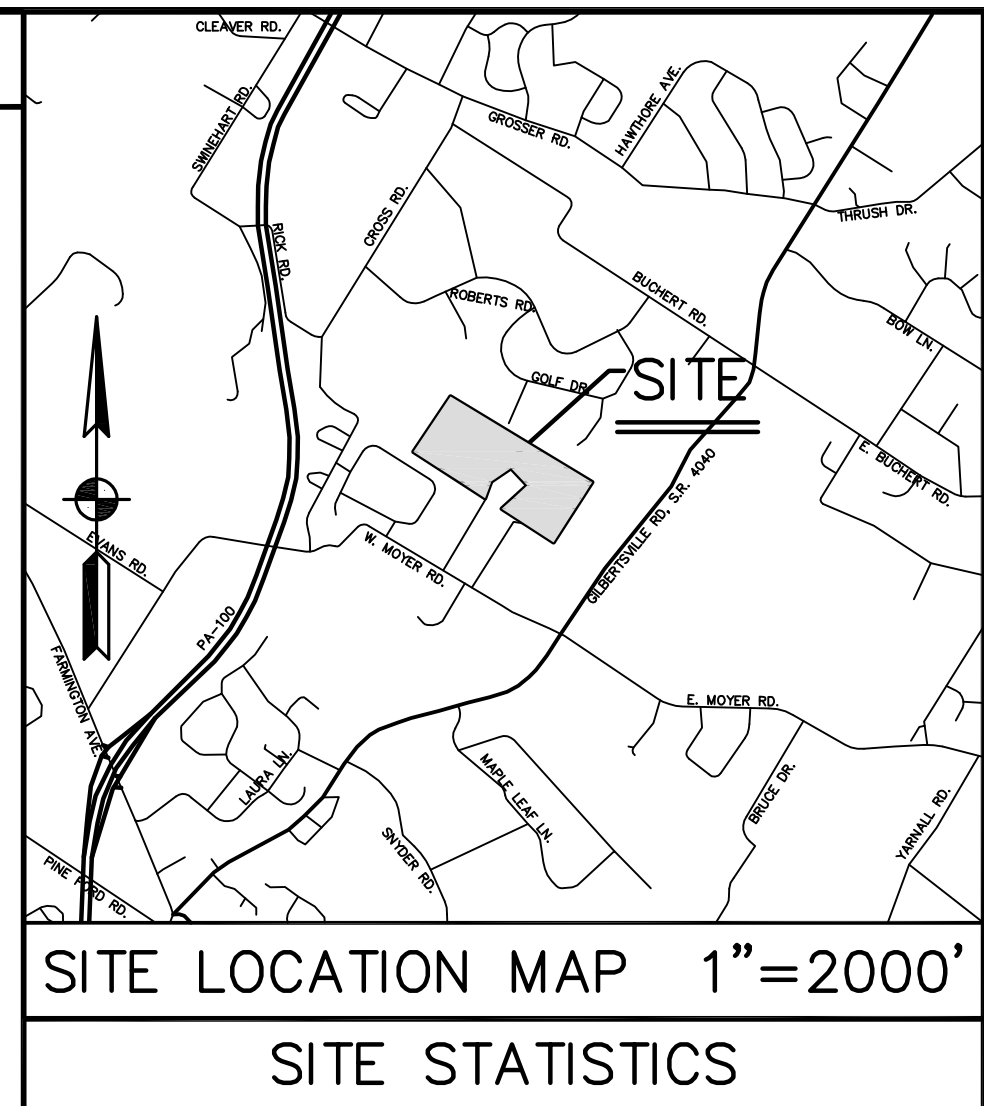 CLEAVER RD.
SWINEHART RD.
GROSSER RD.
HAWTHORE AVE.
CROSS RD.
THRUSH DR.
RICK RD.
ROBERTS RD.
BUCHERT RD.
BOW LN.
GOLF DR.
SITE
E. BUCHERT RD.
GILBERTSVILLE RD, S.R. 4040
W. MOYER RD.
EVANS RD.
PA-100
FARMINGTON AVE.
E. MOYER RD.
LAURA LN.
MAPLE LEAF LN.
BRUCE DR.
SNYDER RD.
YARNALL RD.
PINE FORD RD.
SITE LOCATION MAP 1”=2000’
SITE STATISTICS